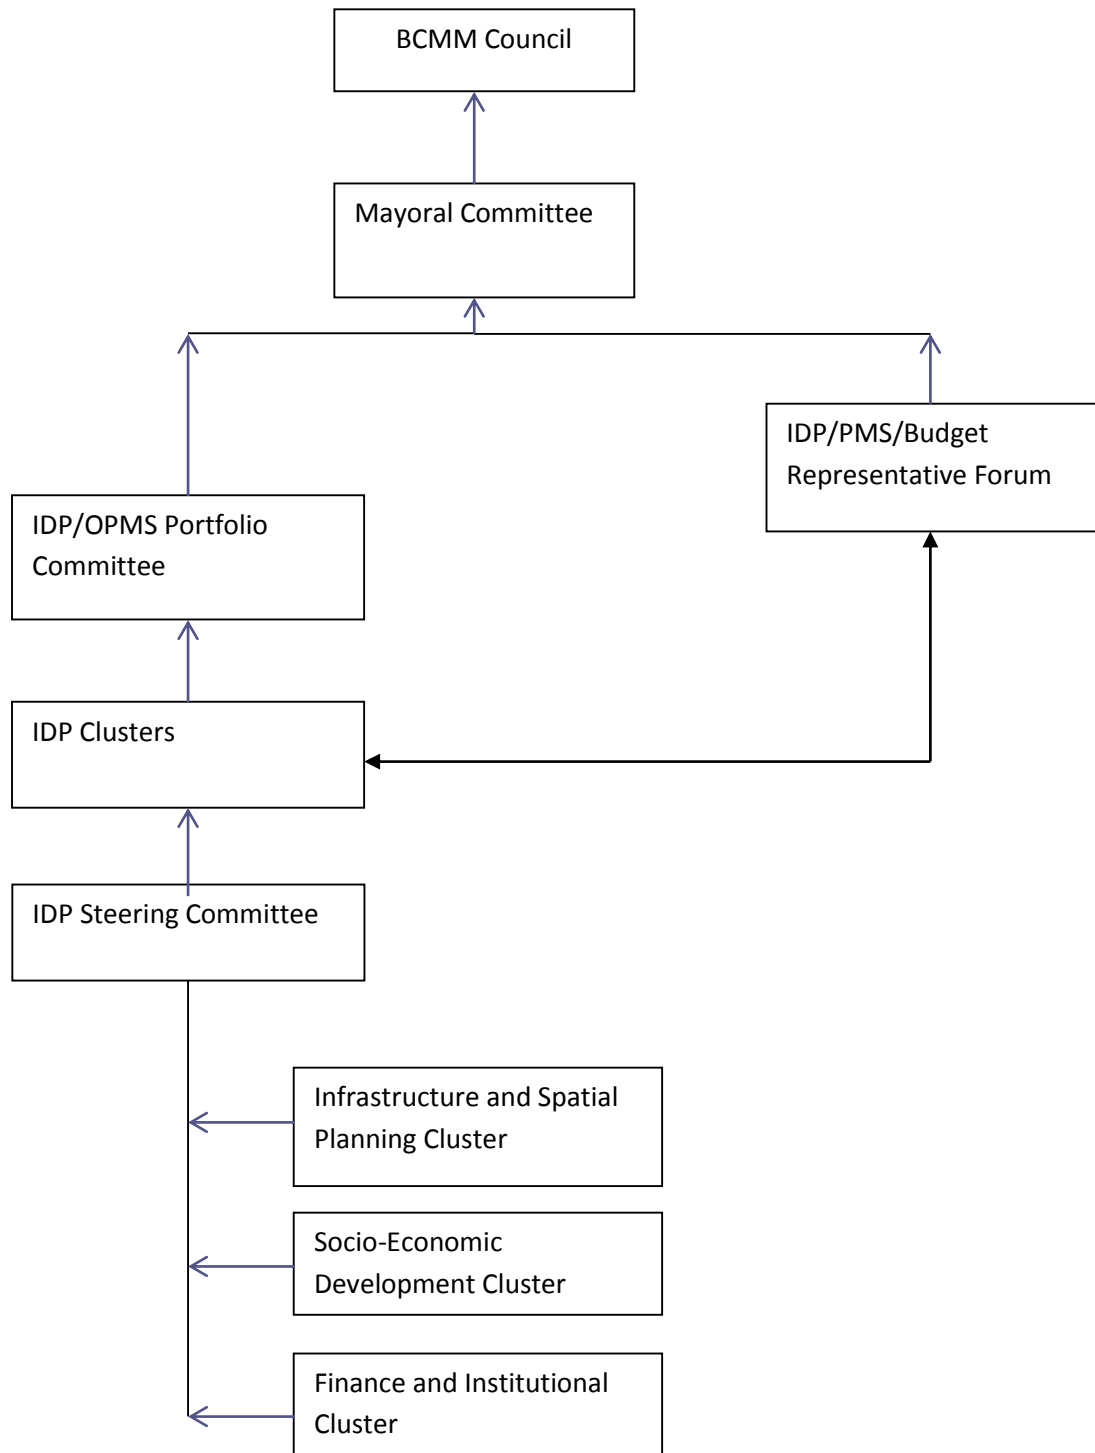 BCMM Council
Mayoral Committee
IDP/PMS/Budget
Representative Forum
IDP/OPMS Portfolio
Committee
IDP Clusters
IDP Steering Committee
Infrastructure and Spatial
Planning Cluster
Socio-Economic
Development Cluster
Finance and Institutional
Cluster